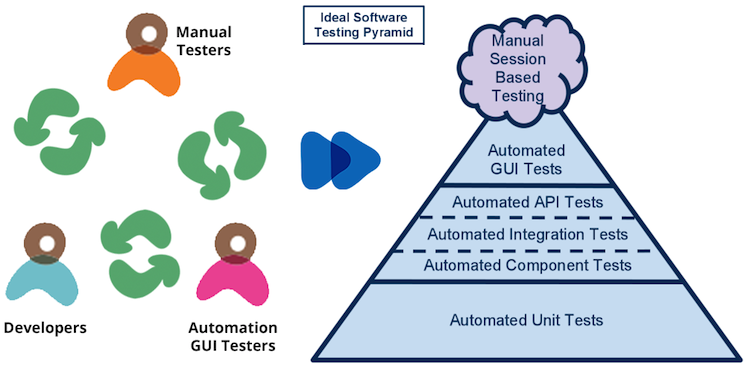 Manual
Testers
Ideal Software
Testing Pyramid
Manual
Session
Based
Testing
Automated
GUI Tests
Automated API Tests
Automated Integration Tests
Automated Component Tests
Automated Unit Tests
Developers
Automation
GUI Testers